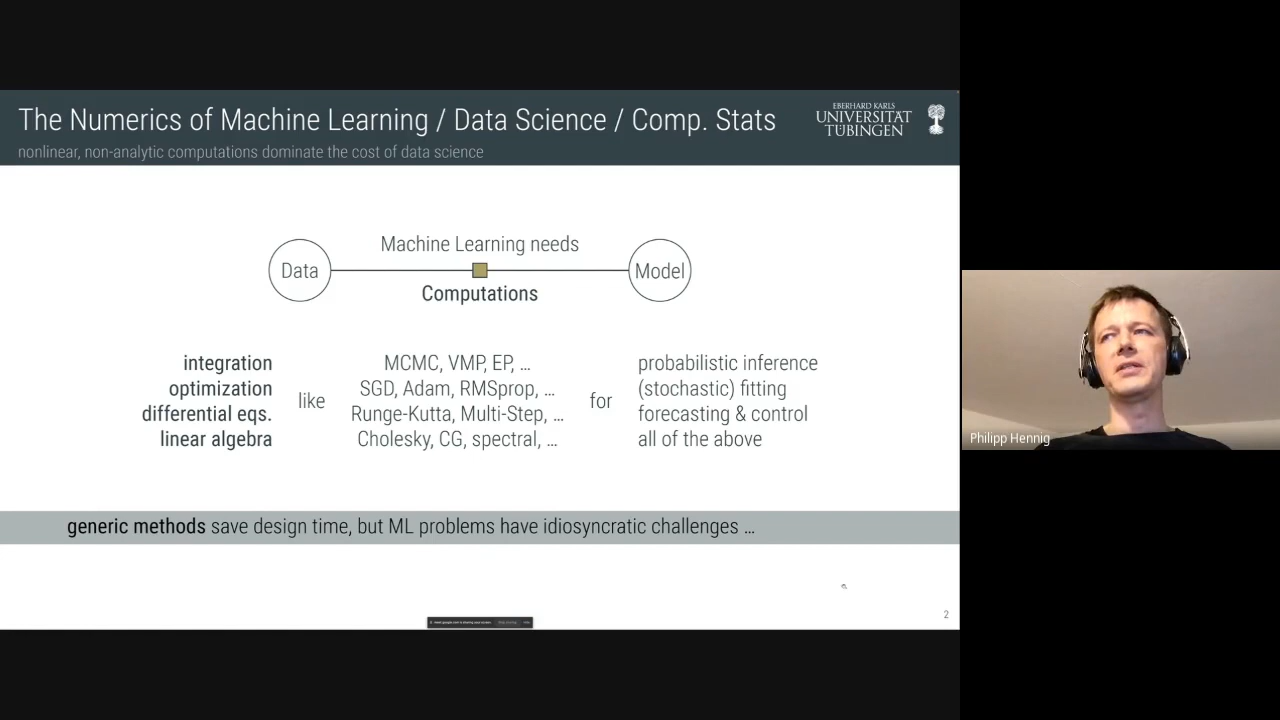 The Numerics of Machine Learning / Data Science / Comp. Stats
nonlinear, non-analytic computations dominate the cost of data science
EBERHARD KARLS
UNIVERSITÄT
TÜBINGEN
Machine Learning needs
Data
Model
Computations
integration
optimization
differential eqs.
linear algebra
like
MCMC, VMP, EP, ...
SGD, Adam, RMSprop, ...
Runge-Kutta, Multi-Step, ...
Cholesky, CG, spectral, ...
for
probabilistic inference
(stochastic) fitting
forecasting & control
all of the above
Philipp Hennig
generic methods save design time, but ML problems have idiosyncratic challenges ...
2